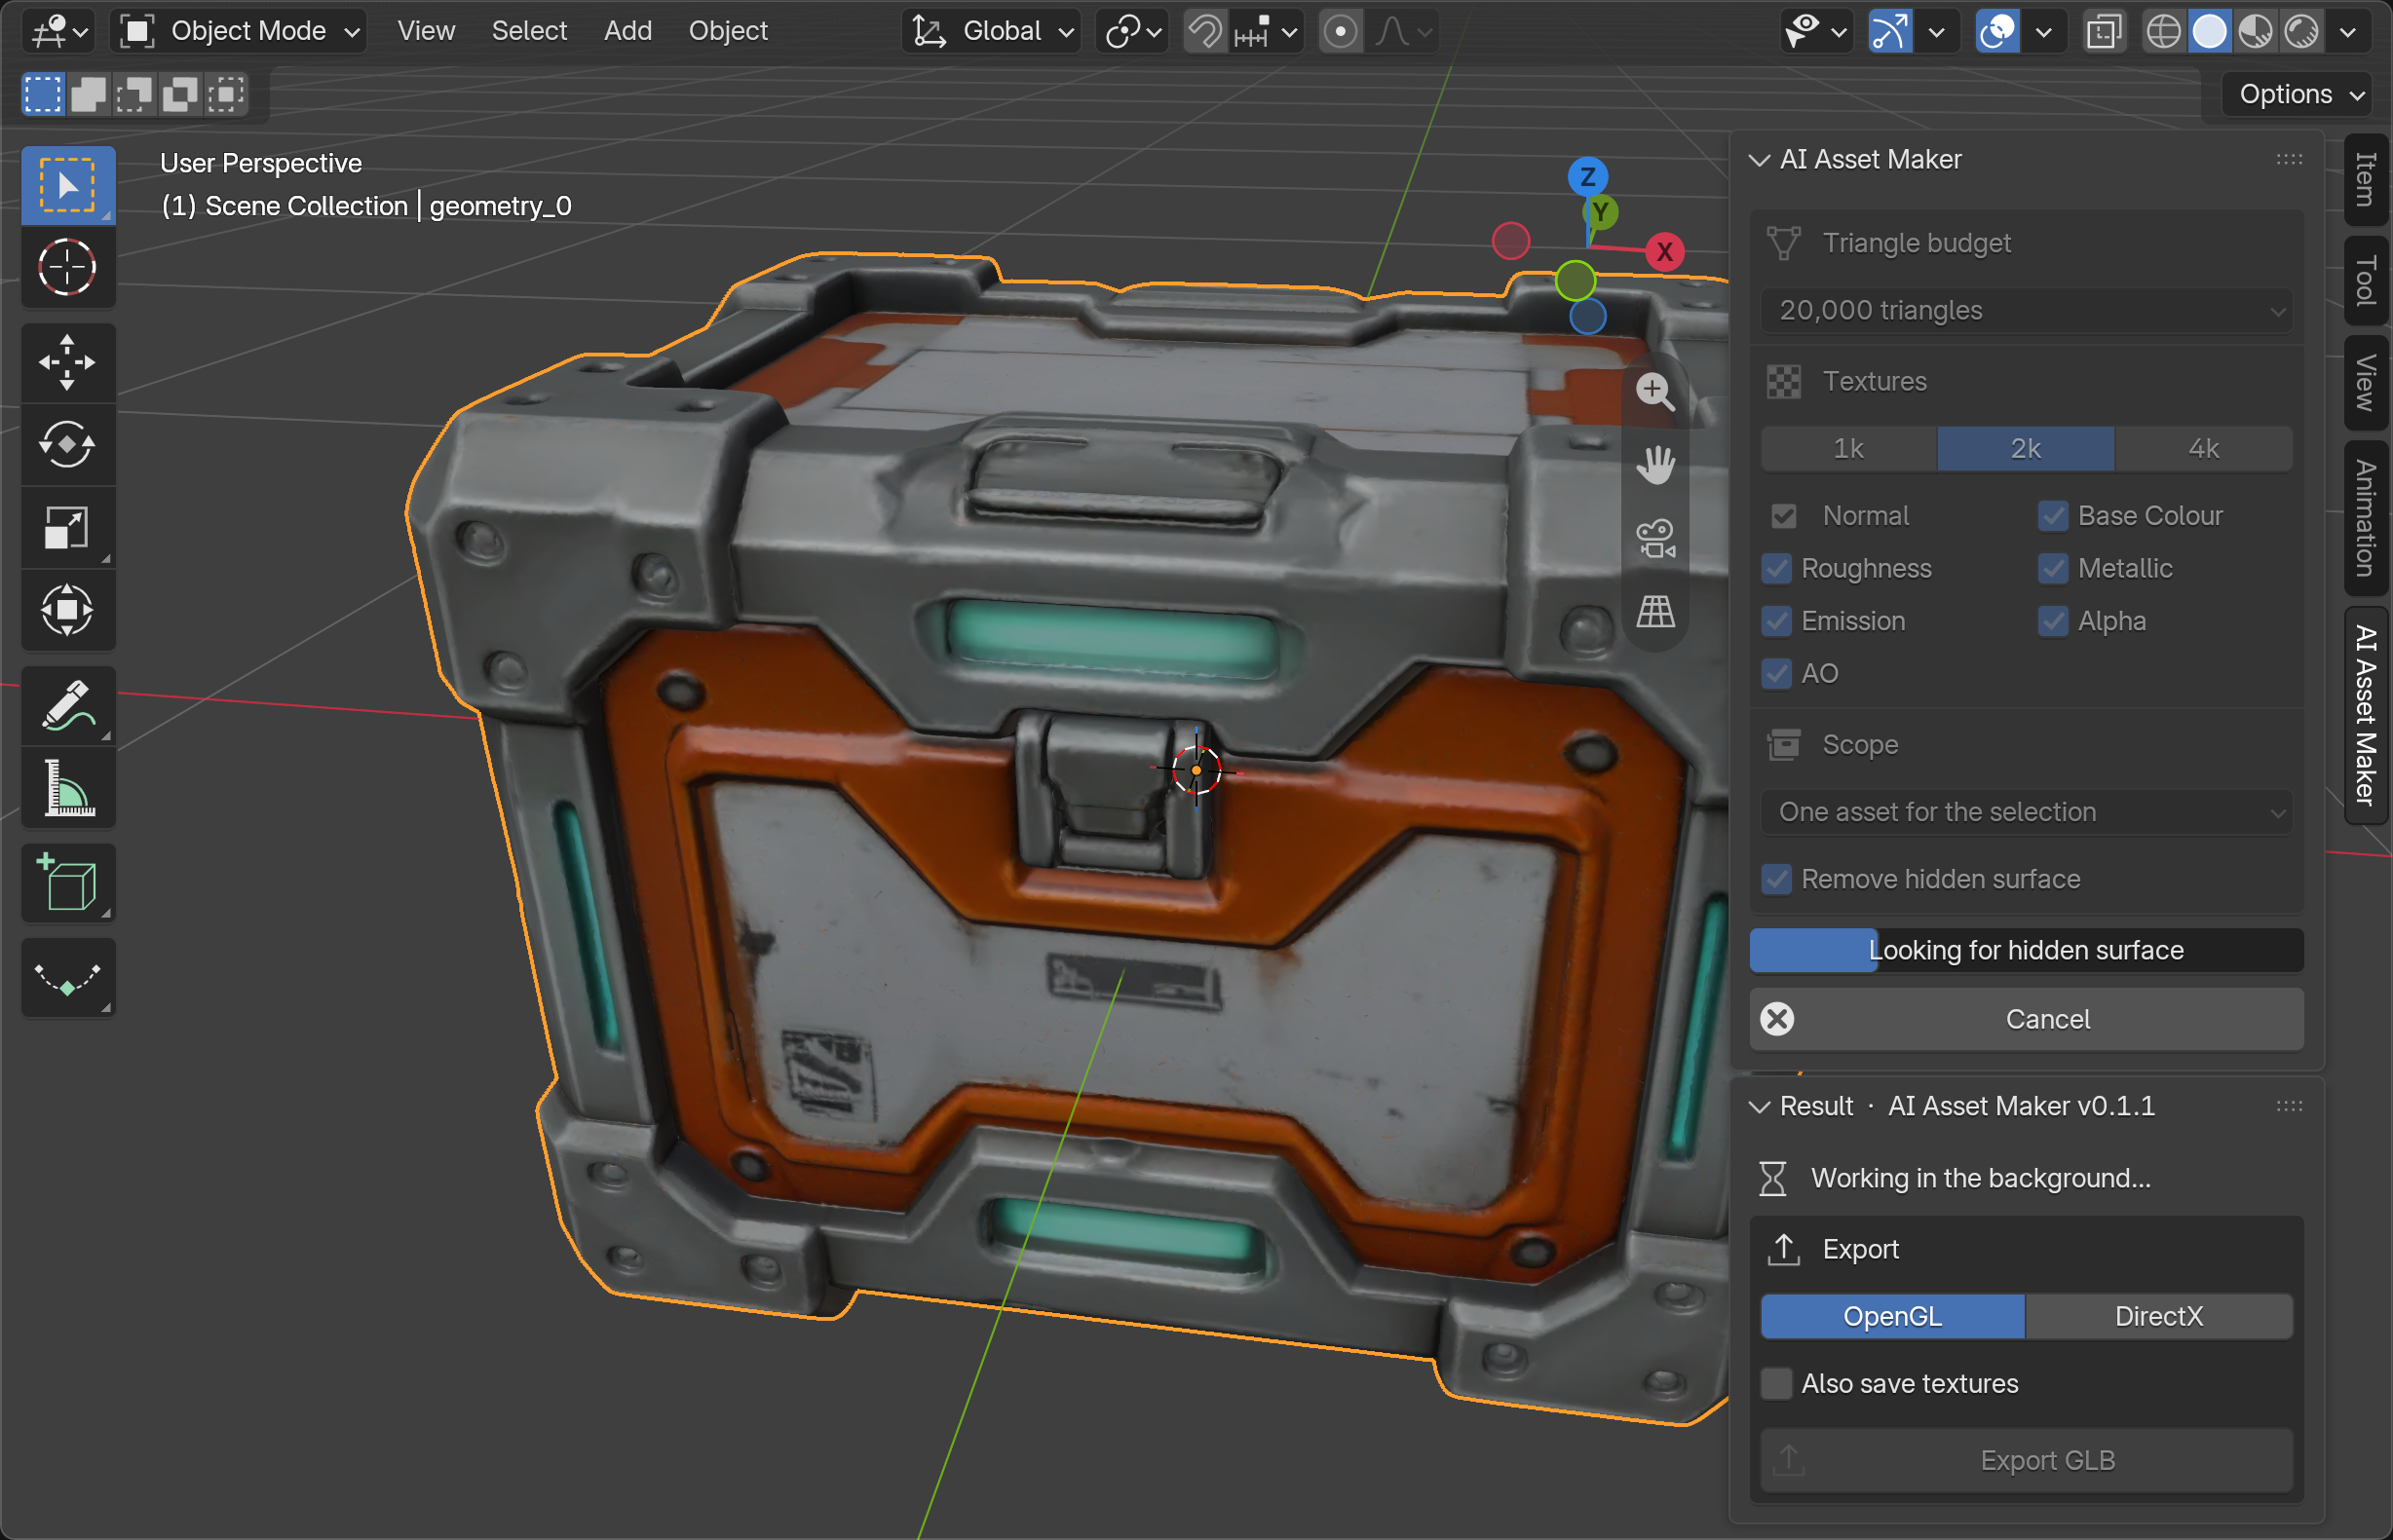 Object Mode View Select Add Object Global
Options
User Perspective
(1) Scene Collection | geometry_0
Z
Y
X
AI Asset Maker
Triangle budget
20,000 triangles
Textures
1k 2k 4k
Normal Base Colour
Roughness Metallic
Emission Alpha
AO
Scope
One asset for the selection
Remove hidden surface
Looking for hidden surface
Cancel
Result · AI Asset Maker v0.1.1
Working in the background...
Export
OpenGL DirectX
Also save textures
Export GLB
Item
Tool
View
Animation
AI Asset Maker